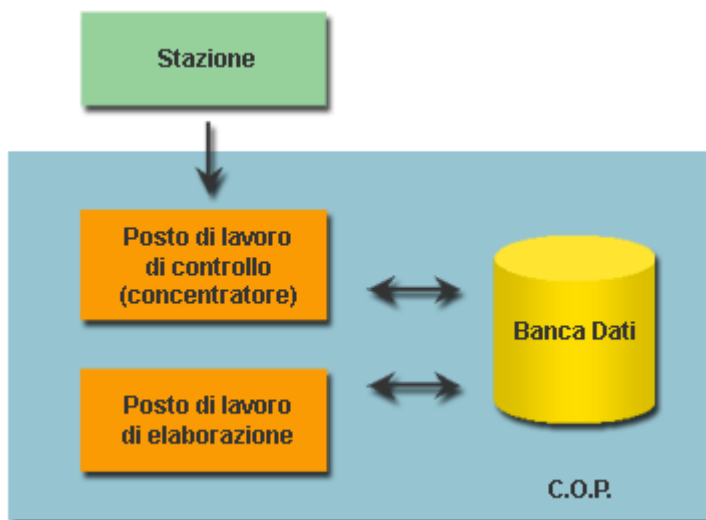 Stazione
Posto di lavoro
di controllo
(concentratore)
Banca Dati
Posto di lavoro
di elaborazione
C.O.P.